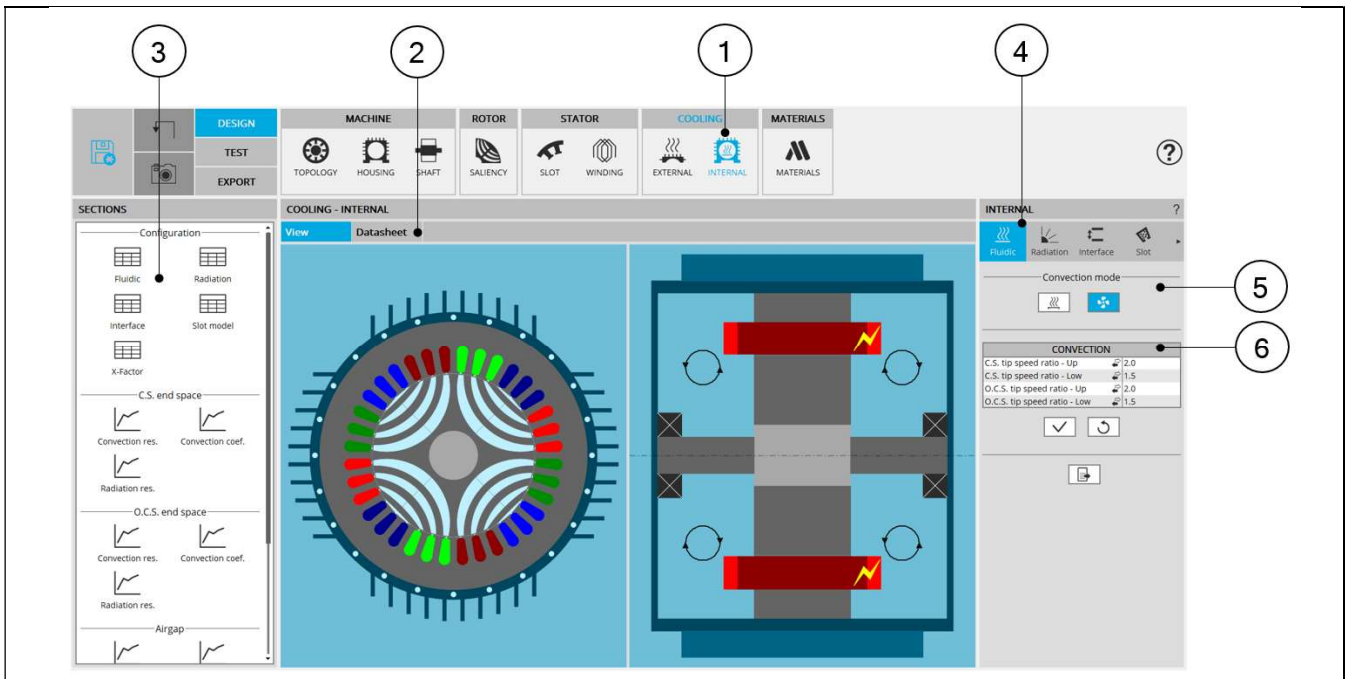 3 2 1 4
DESIGN MACHINE ROTOR STATOR COOLING MATERIALS
TEST
EXPORT TOPOLOGY HOUSING SHAFT SALIENCY SLOT WINDING EXTERNAL INTERNAL MATERIALS
?
SECTIONS COOLING - INTERNAL INTERNAL ?
View Datasheet
Configuration
Fluidic Radiation
Interface Slot model
X-Factor
C.S. end space
Convection res. Convection coef.
Radiation res.
O.C.S. end space
Convection res. Convection coef.
Radiation res.
Airgap
Fluidic Radiation Interface Slot
Convection mode
5
CONVECTION
6
C.S. tip speed ratio - Up 2.0
C.S. tip speed ratio - Low 1.5
O.C.S. tip speed ratio - Up 2.0
O.C.S. tip speed ratio - Low 1.5